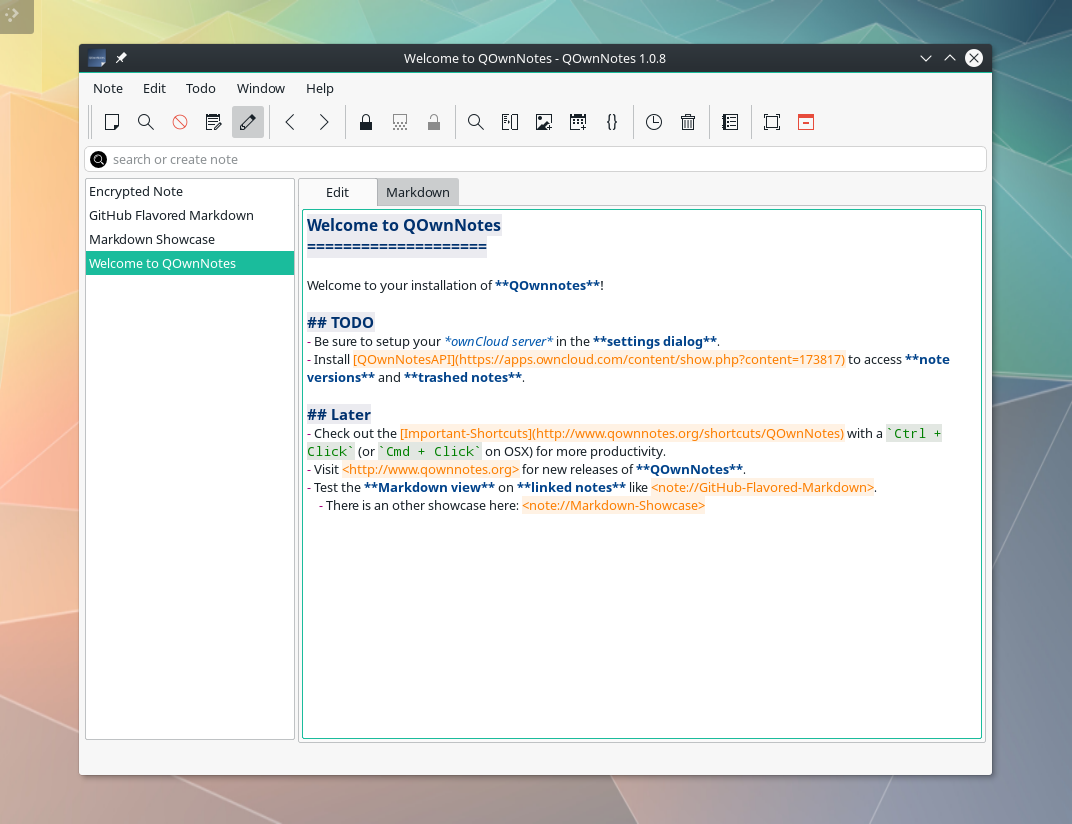 Welcome to QOwnNotes - QOwnNotes 1.0.8
Note Edit Todo Window Help
search or create note
Encrypted Note
GitHub Flavored Markdown
Markdown Showcase
Welcome to QOwnNotes
Edit Markdown
Welcome to QOwnNotes
====================
Welcome to your installation of **QOwnnotes**!
## TODO
- Be sure to setup your *ownCloud server* in the **settings dialog**.
- Install [QOwnNotesAPI](https://apps.owncloud.com/content/show.php?content=173817) to access **note
versions** and **trashed notes**.
## Later
- Check out the [Important-Shortcuts](http://www.qownnotes.org/shortcuts/QOwnNotes) with a `Ctrl +
Click` (or `Cmd + Click` on OSX) for more productivity.
- Visit <http://www.qownnotes.org> for new releases of **QOwnNotes**.
- Test the **Markdown view** on **linked notes** like <note://GitHub-Flavored-Markdown>.
- There is an other showcase here: <note://Markdown-Showcase>